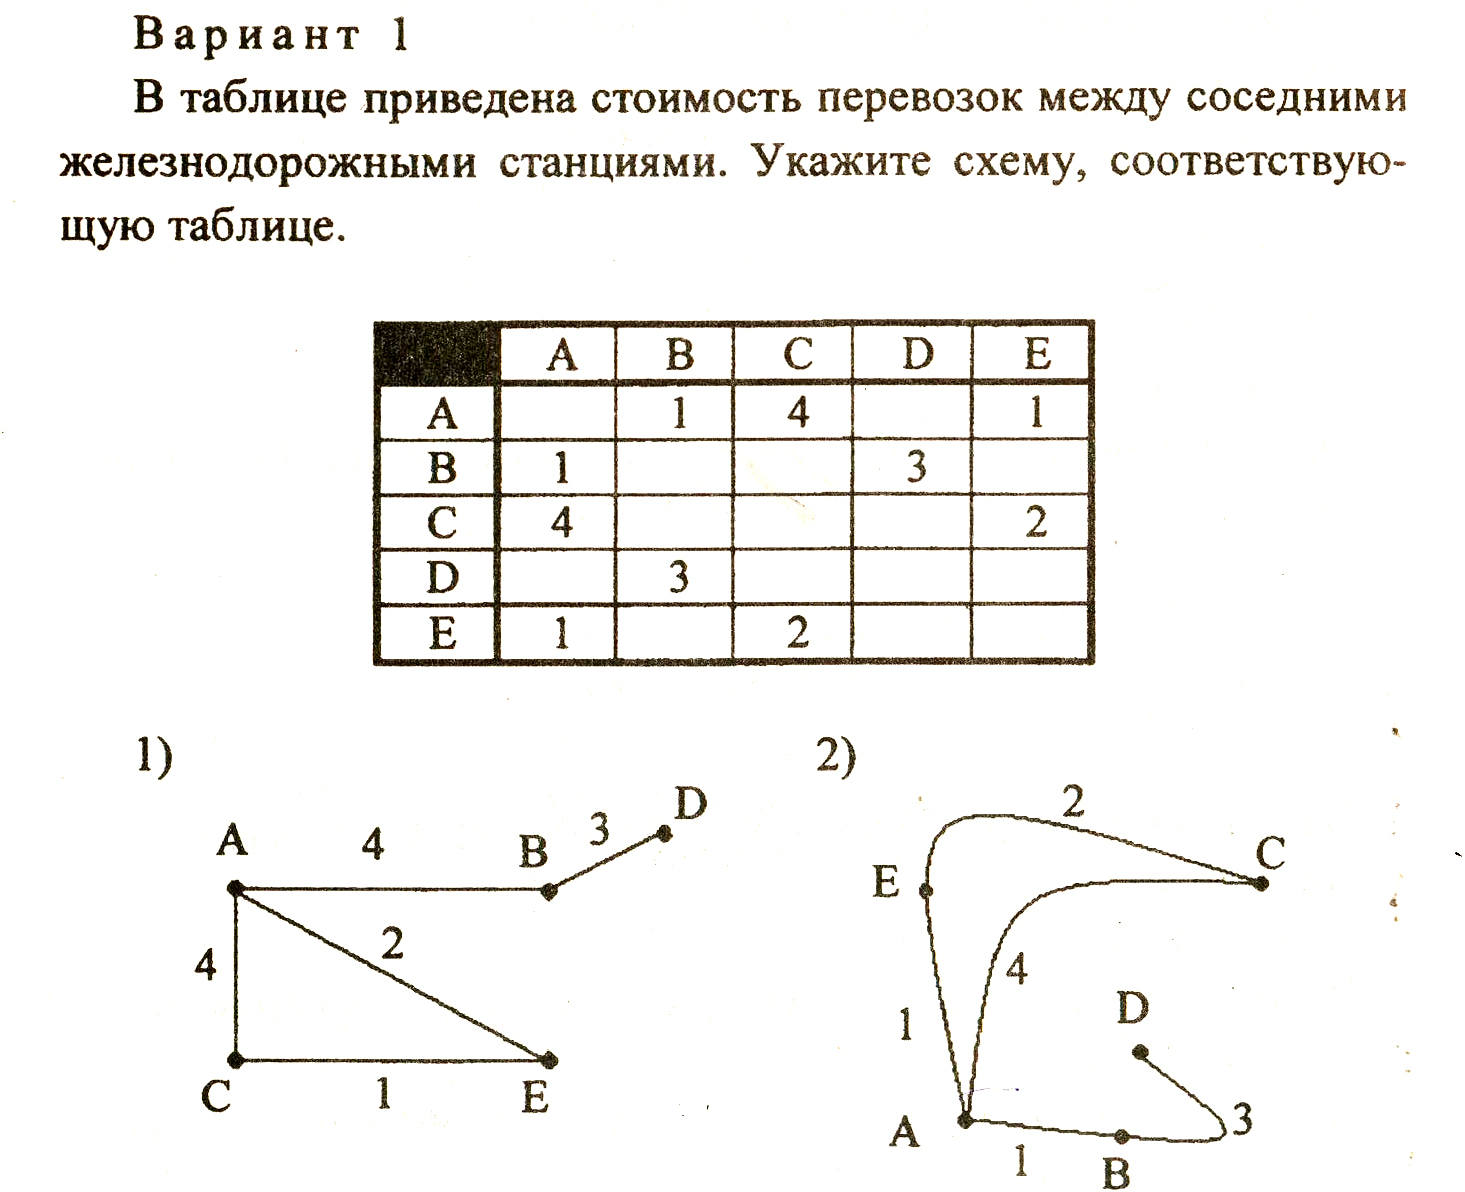 Вариант 1
В таблице приведена стоимость перевозок между соседними
железнодорожными станциями. Укажите схему, соответствую-
щую таблице.
A B C D E
A 1 4 1
B 1 3
C 4 2
D 3
E 1 2
1)
A 4 B 3 D
4 2
C 1 E
2)
2
E C
4
1 D
A 3
1 B